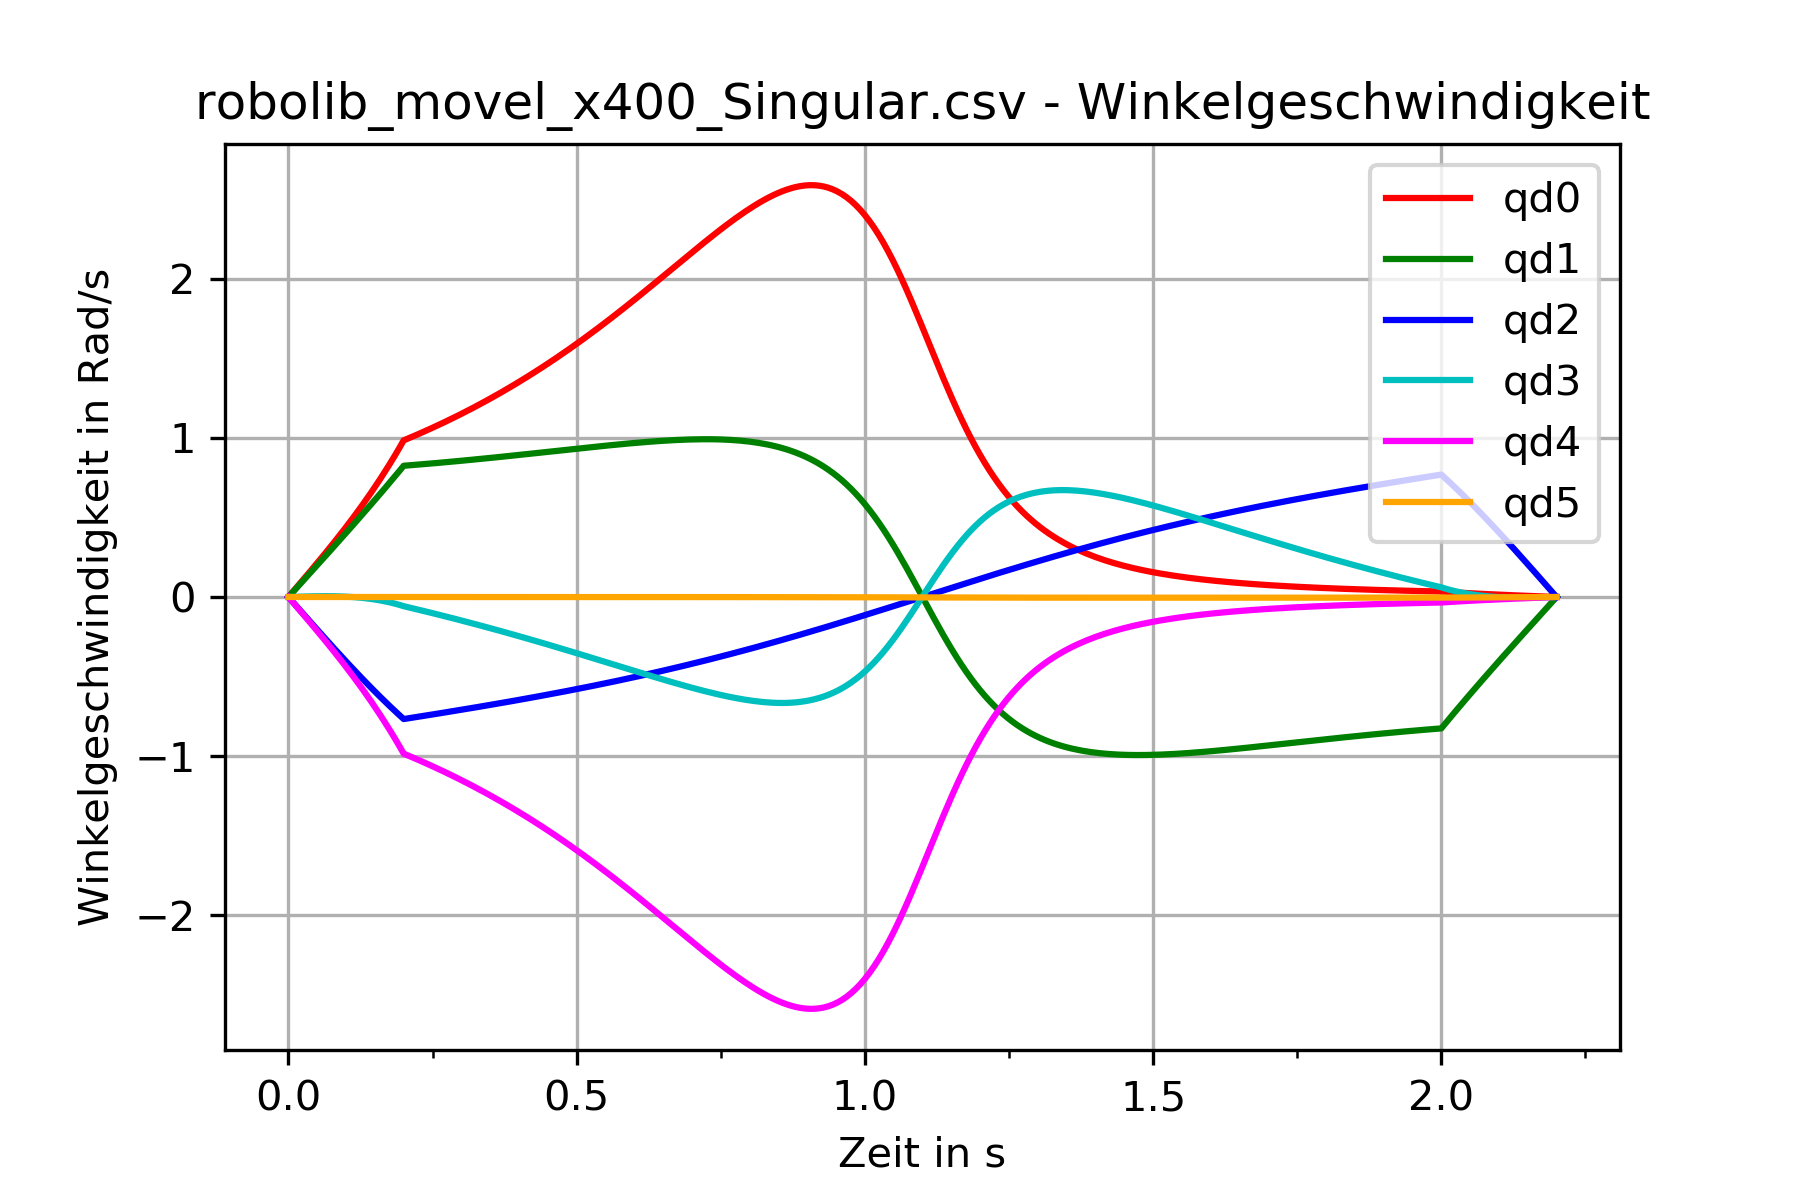 robolib_movel_x400_Singular.csv - Winkelgeschwindigkeit
Winkelgeschwindigkeit in Rad/s
2
1
0
−1
−2
qd0
qd1
qd2
qd3
qd4
qd5
0.0 0.5 1.0 1.5 2.0
Zeit in s